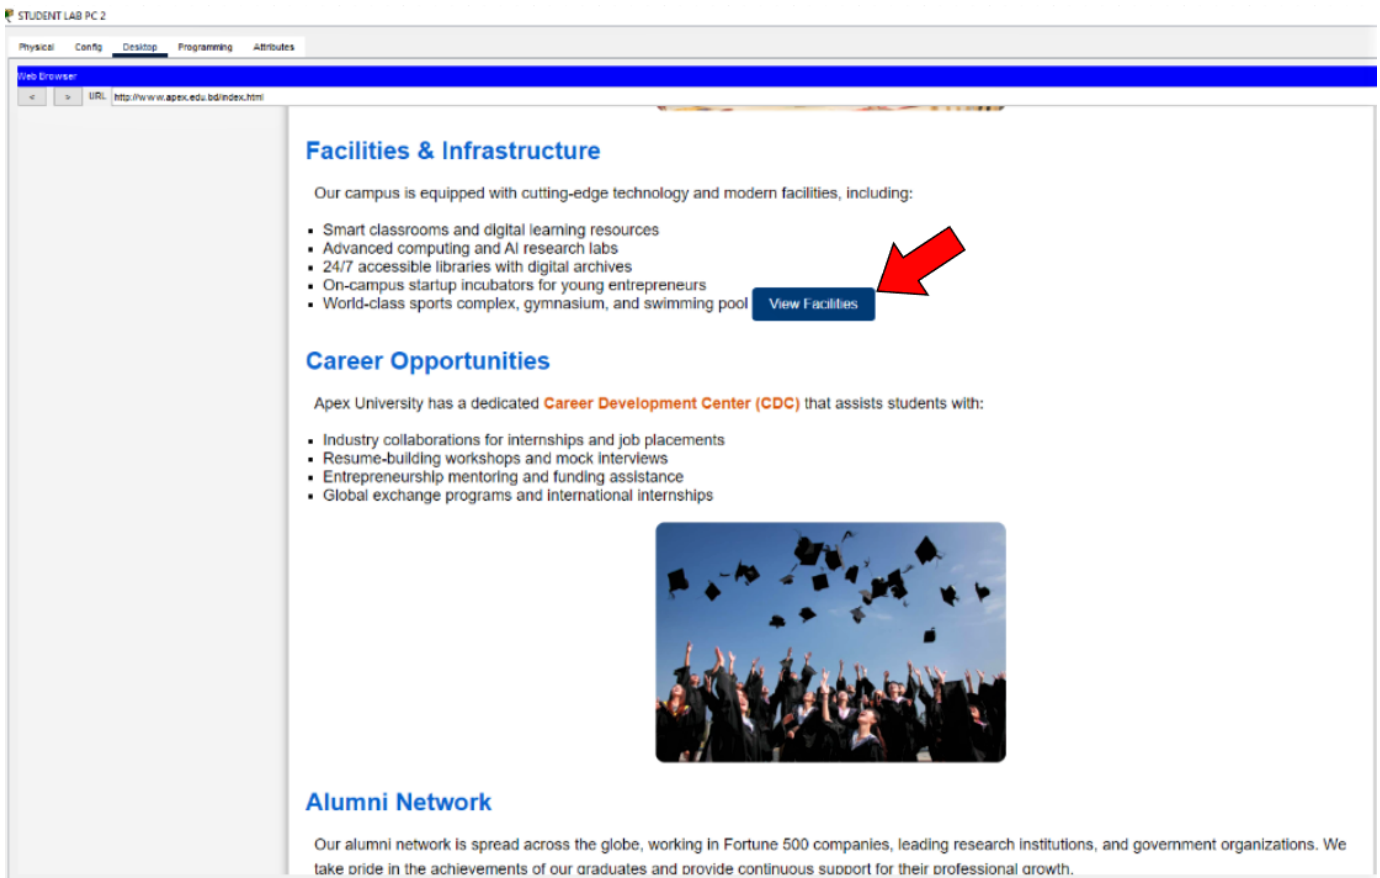 STUDENT LAB PC 2
Physical Config Desktop Programming Attributes
Web Browser
< > URL http://www.apex.edu.bd/index.html
Facilities & Infrastructure
Our campus is equipped with cutting-edge technology and modern facilities, including:
Smart classrooms and digital learning resources
Advanced computing and AI research labs
24/7 accessible libraries with digital archives
On-campus startup incubators for young entrepreneurs
World-class sports complex, gymnasium, and swimming pool View Facilities
Career Opportunities
Apex University has a dedicated Career Development Center (CDC) that assists students with:
Industry collaborations for internships and job placements
Resume-building workshops and mock interviews
Entrepreneurship mentoring and funding assistance
Global exchange programs and international internships
Alumni Network
Our alumni network is spread across the globe, working in Fortune 500 companies, leading research institutions, and government organizations. We
take pride in the achievements of our graduates and provide continuous support for their professional growth.